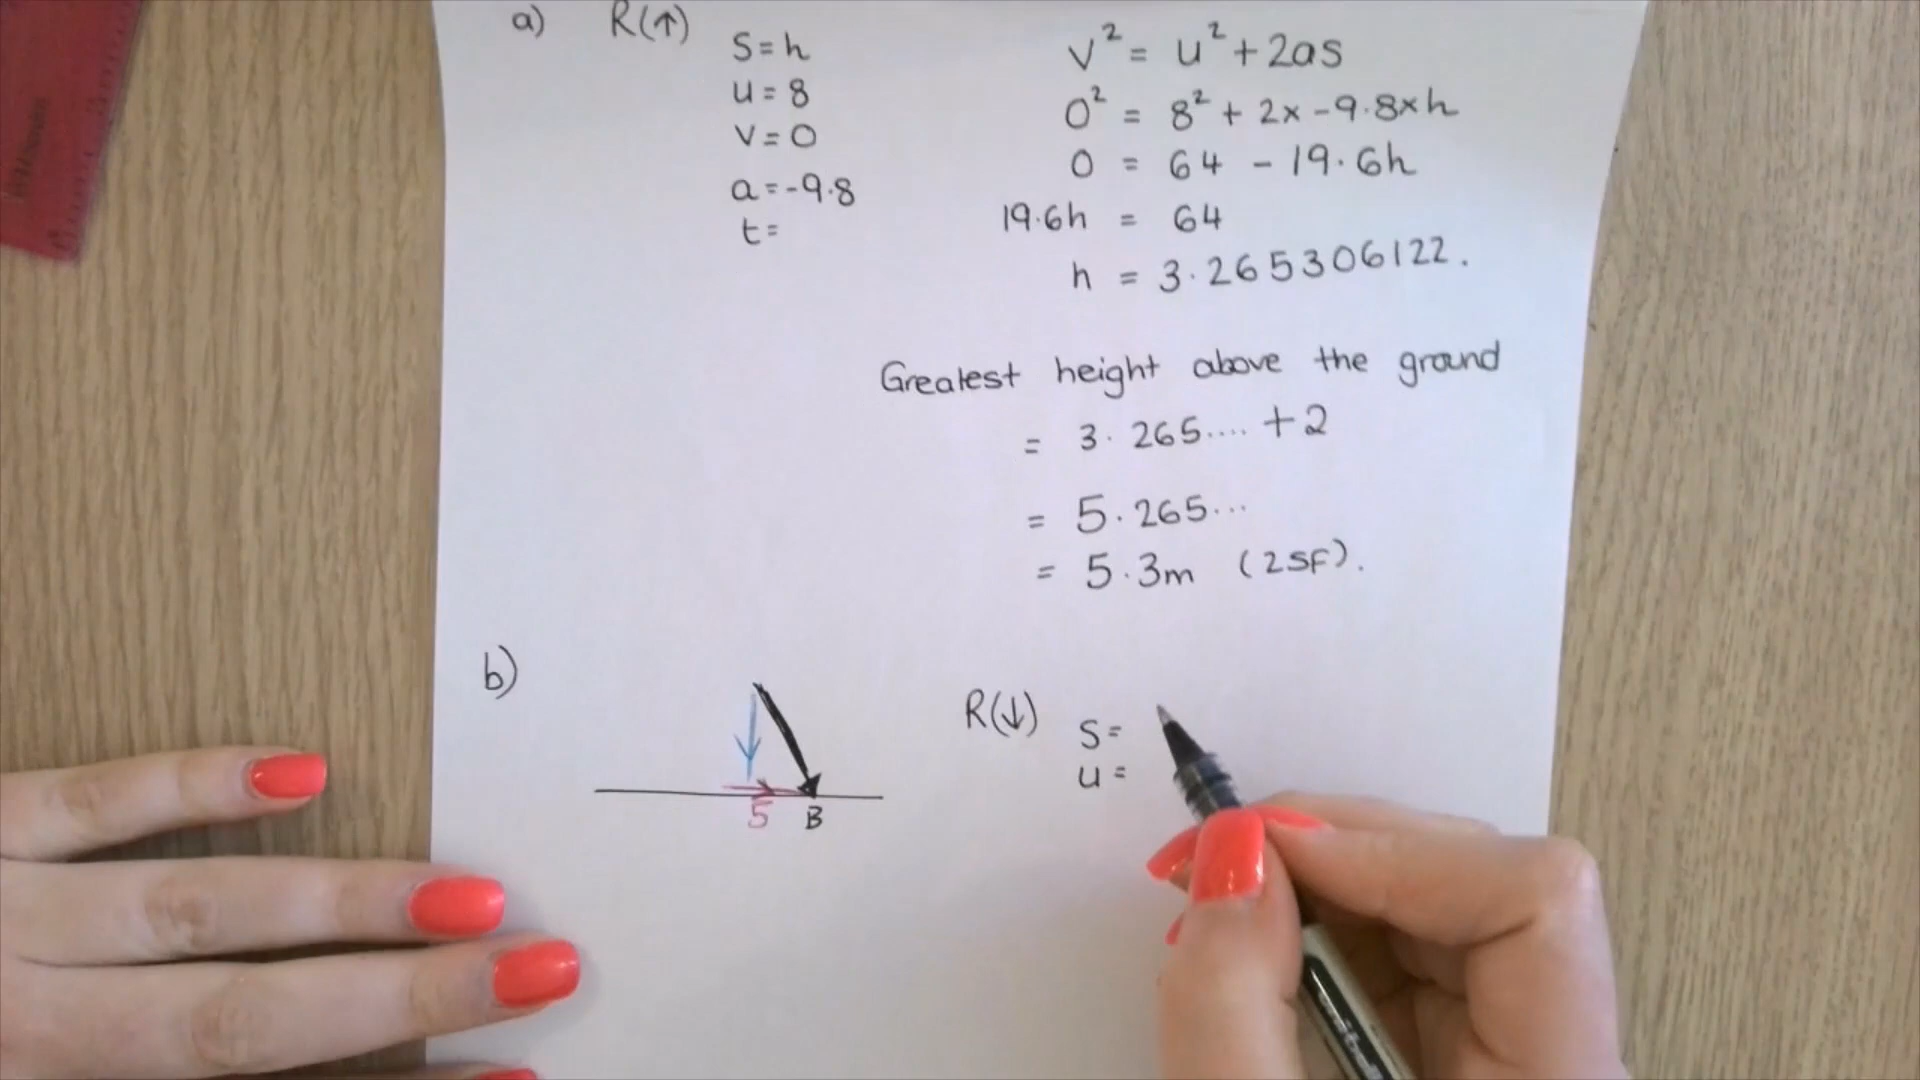 a) R(↑)
S = h
u = 8
v = 0
a = -9.8
t =
v² = u² + 2as
0² = 8² + 2x -9.8xh
0 = 64 - 19.6h
19.6h = 64
h = 3.265306122.
Greatest height above the ground
= 3.265.... +2
= 5.265...
= 5.3m (2SF).
b)
5 B
R(↓)
S =
u =